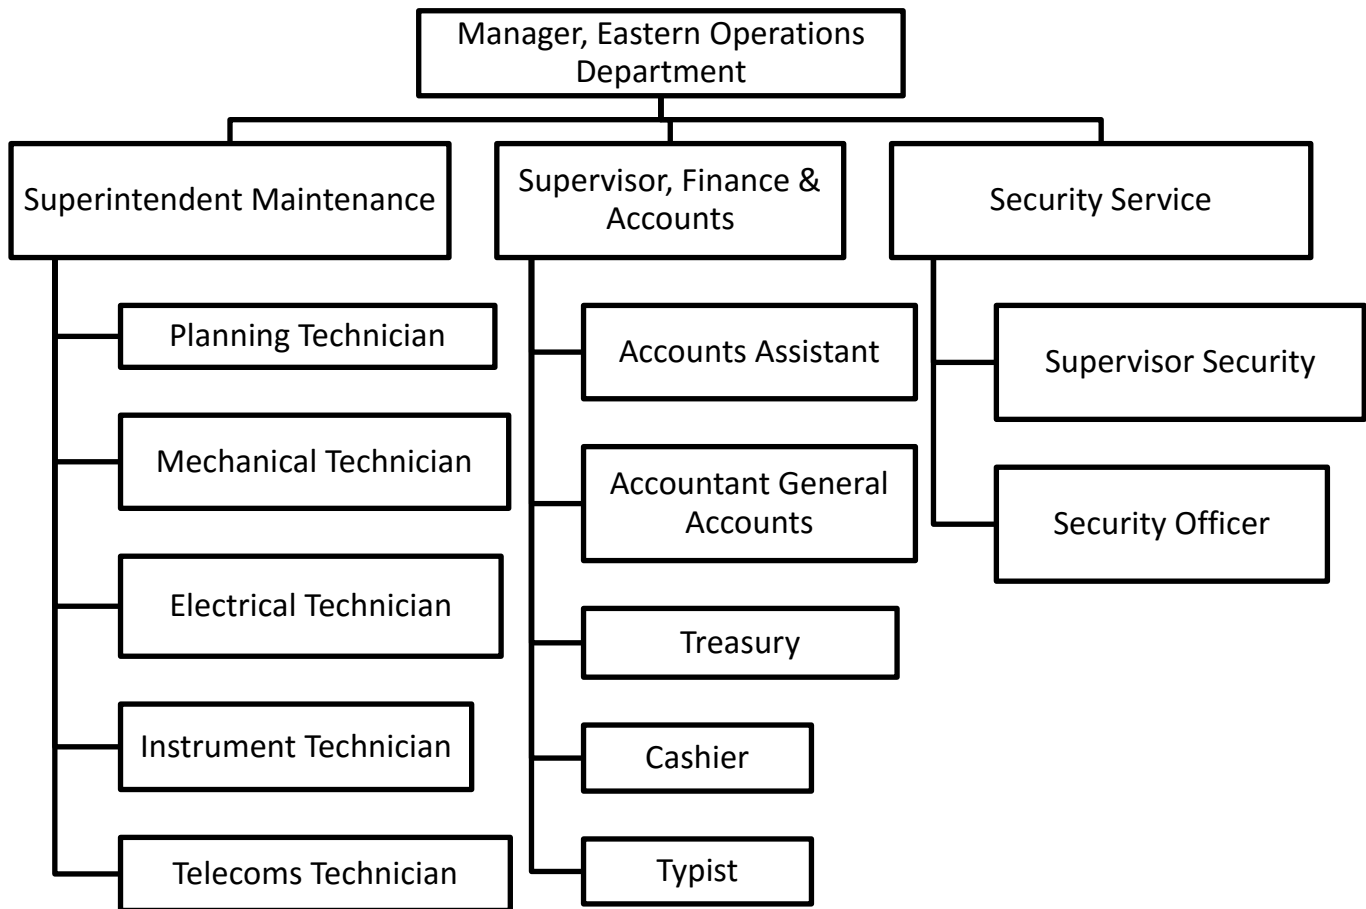 Manager, Eastern Operations
Department
Superintendent Maintenance
Supervisor, Finance &
Accounts
Security Service
Planning Technician
Mechanical Technician
Electrical Technician
Instrument Technician
Telecoms Technician
Accounts Assistant
Accountant General
Accounts
Treasury
Cashier
Typist
Supervisor Security
Security Officer